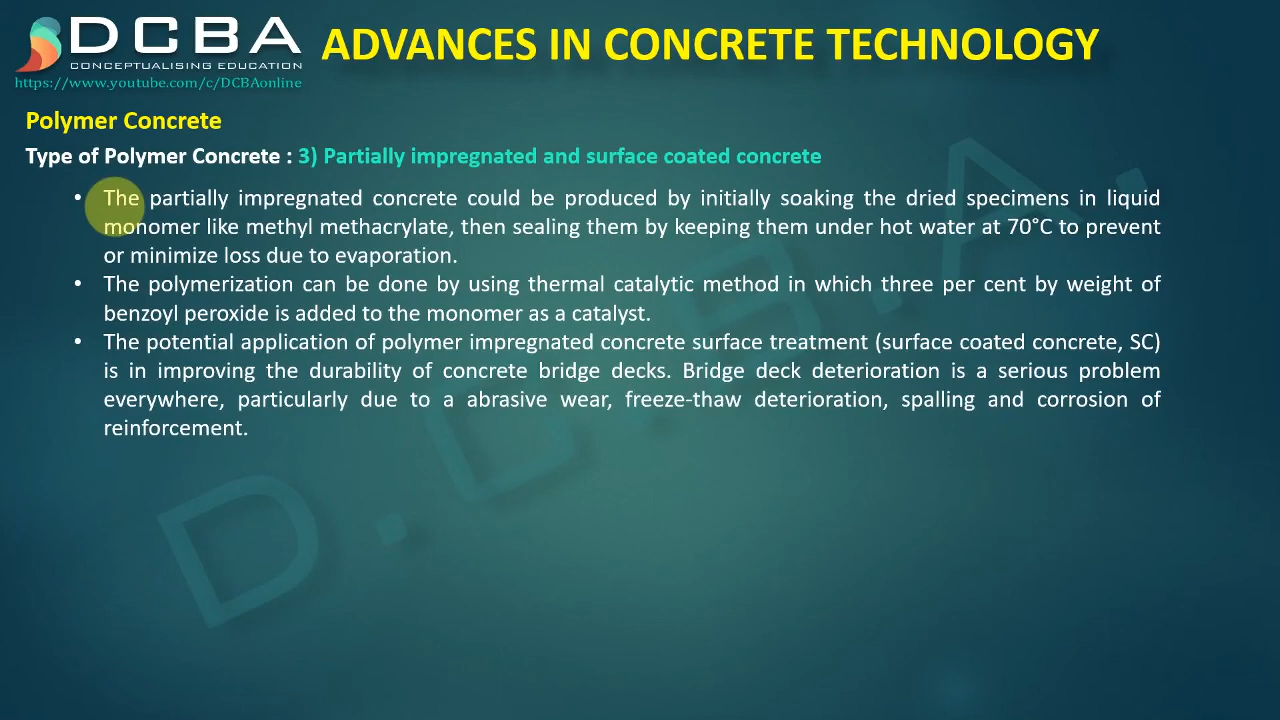 DCBA
CONCEPTUALISING EDUCATION
https://www.youtube.com/c/DCBAonline
ADVANCES IN CONCRETE TECHNOLOGY
Polymer Concrete
Type of Polymer Concrete : 3) Partially impregnated and surface coated concrete
• The partially impregnated concrete could be produced by initially soaking the dried specimens in liquid
monomer like methyl methacrylate, then sealing them by keeping them under hot water at 70°C to prevent
or minimize loss due to evaporation.
• The polymerization can be done by using thermal catalytic method in which three per cent by weight of
benzoyl peroxide is added to the monomer as a catalyst.
• The potential application of polymer impregnated concrete surface treatment (surface coated concrete, SC)
is in improving the durability of concrete bridge decks. Bridge deck deterioration is a serious problem
everywhere, particularly due to a abrasive wear, freeze-thaw deterioration, spalling and corrosion of
reinforcement.
D.C.B.A.